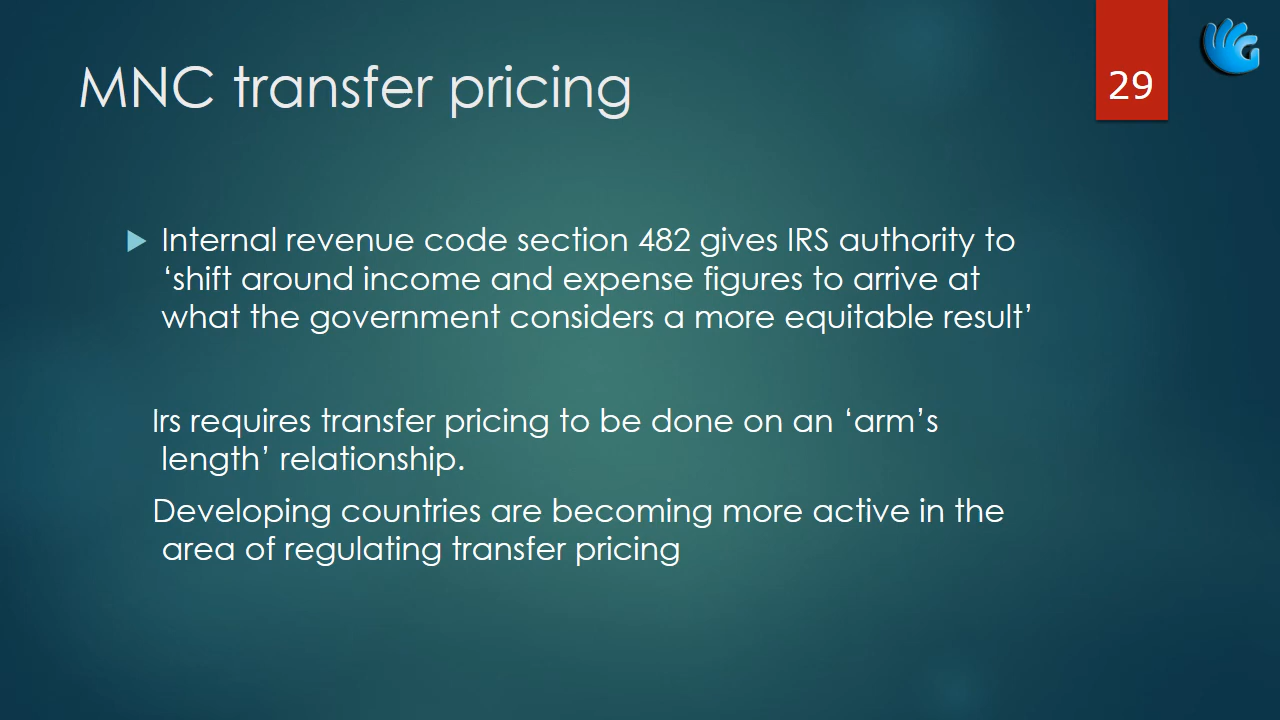 MNC transfer pricing
29
Internal revenue code section 482 gives IRS authority to
‘shift around income and expense figures to arrive at
what the government considers a more equitable result’
Irs requires transfer pricing to be done on an ‘arm’s
length’ relationship.
Developing countries are becoming more active in the
area of regulating transfer pricing